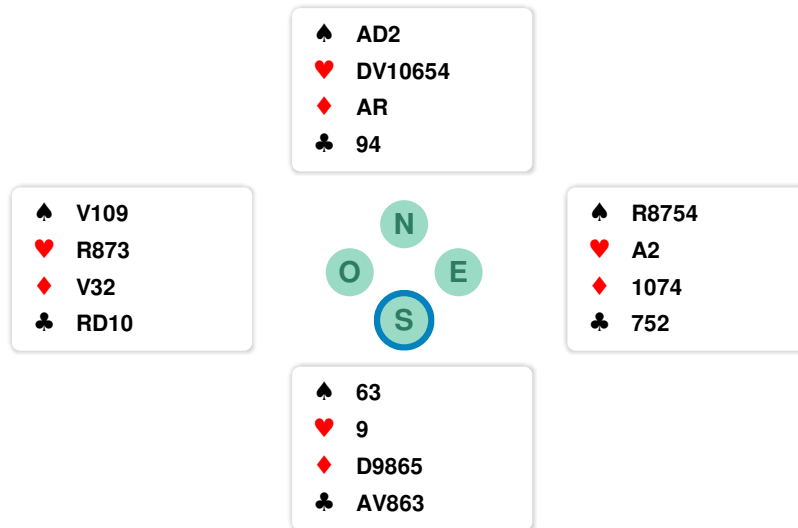 ♠ AD2
♥ DV10654
♦ AR
♣ 94
♠ V109
♥ R873
♦ V32
♣ RD10
N
O E
S
♠ R8754
♥ A2
♦ 1074
♣ 752
♠ 63
♥ 9
♦ D9865
♣ AV863